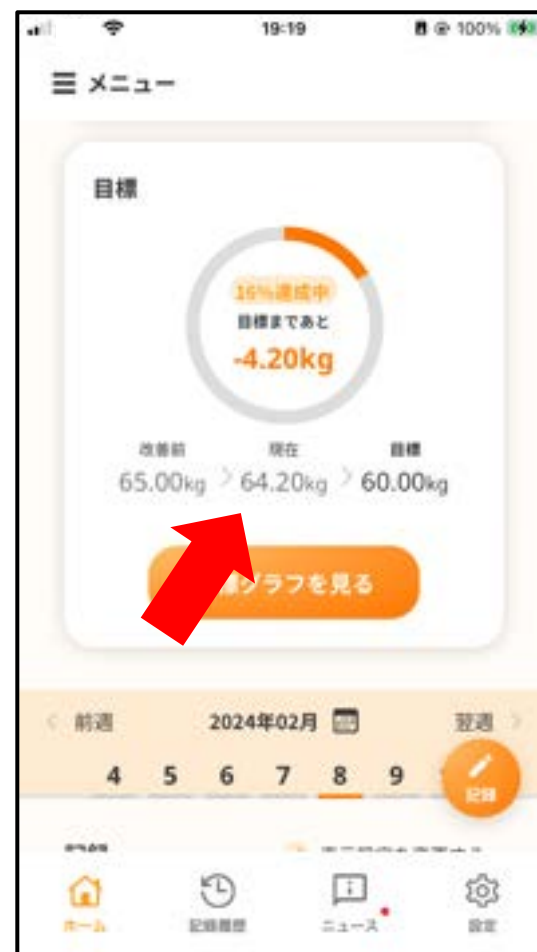 19:19
100%
メニュー
目標
16%達成中
目標まであと
-4.20kg
改善前 現在 目標
65.00kg 64.20kg 60.00kg
グラフを見る
前週 2024年02月 翌週
4 5 6 7 8 9
記録
ホーム 記録履歴 ニュース 設定